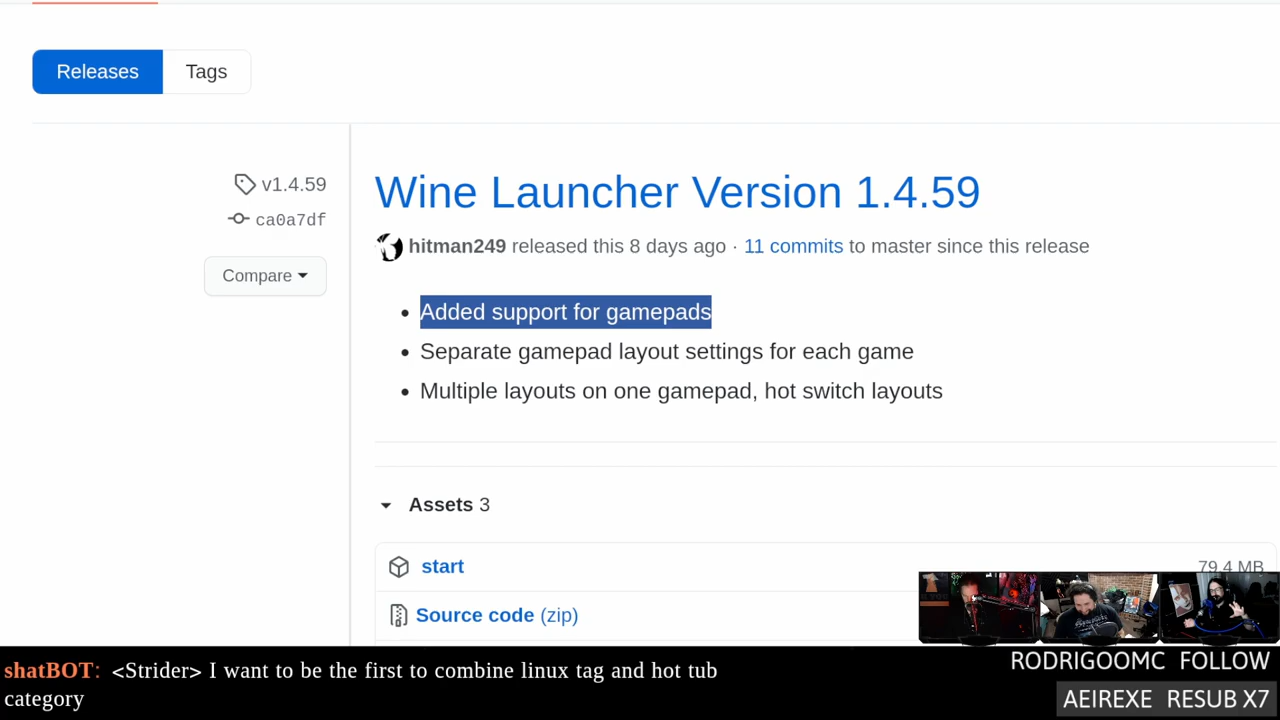 Releases
Tags
v1.4.59
ca0a7df
Compare
Wine Launcher Version 1.4.59
hitman249 released this 8 days ago · 11 commits to master since this release
Added support for gamepads
Separate gamepad layout settings for each game
Multiple layouts on one gamepad, hot switch layouts
Assets 3
start
79.4 MB
Source code (zip)
shatBOT: <Strider> I want to be the first to combine linux tag and hot tub
category
RODRIGOOMC FOLLOW
AEIREXE RESUB X7